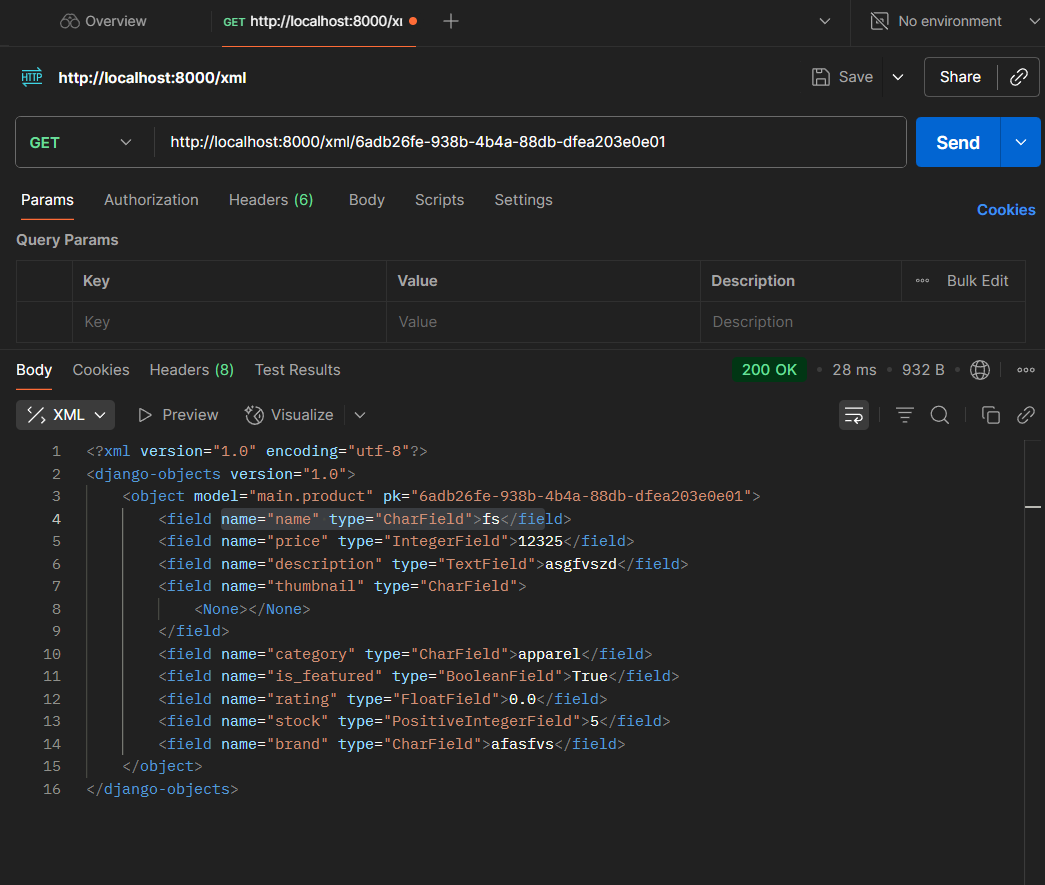 Overview
GET http://localhost:8000/x
No environment
HTTP
http://localhost:8000/xml
Save
Share
GET
http://localhost:8000/xml/6adb26fe-938b-4b4a-88db-dfea203e0e01
Send
Params Authorization Headers (6) Body Scripts Settings
Cookies
Query Params
Key Value Description Bulk Edit
Key Value Description
Body Cookies Headers (8) Test Results 200 OK 28 ms 932 B
XML Preview Visualize
1 <?xml version="1.0" encoding="utf-8"?>
2 <django-objects version="1.0">
3 <object model="main.product" pk="6adb26fe-938b-4b4a-88db-dfea203e0e01">
4 <field name="name" type="CharField">fs</field>
5 <field name="price" type="IntegerField">12325</field>
6 <field name="description" type="TextField">asgfvszd</field>
7 <field name="thumbnail" type="CharField">
8 <None></None>
9 </field>
10 <field name="category" type="CharField">apparel</field>
11 <field name="is_featured" type="BooleanField">True</field>
12 <field name="rating" type="FloatField">0.0</field>
13 <field name="stock" type="PositiveIntegerField">5</field>
14 <field name="brand" type="CharField">afasfvs</field>
15 </object>
16 </django-objects>